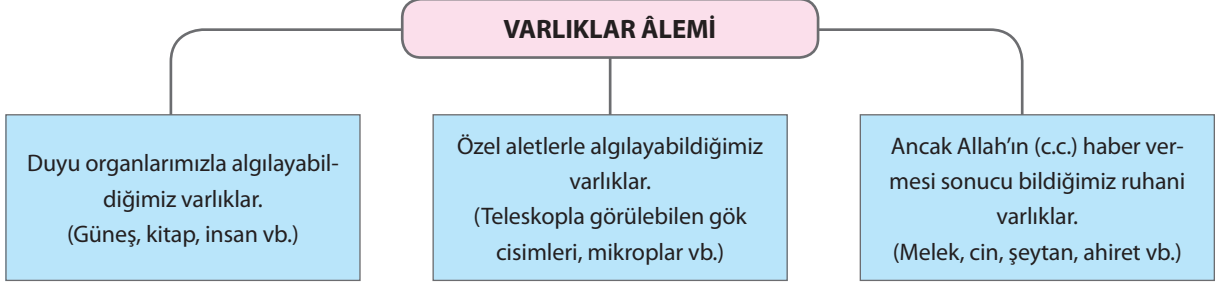 VARLIKLAR ÂLEMİ
Duyu organlarımızla algılayabil-
diğimiz varlıklar.
(Güneş, kitap, insan vb.)
Özel aletlerle algılayabildiğimiz
varlıklar.
(Teleskopla görülebilen gök
cisimleri, mikroplar vb.)
Ancak Allah’ın (c.c.) haber ver-
mesi sonucu bildiğimiz ruhani
varlıklar.
(Melek, cin, şeytan, ahiret vb.)